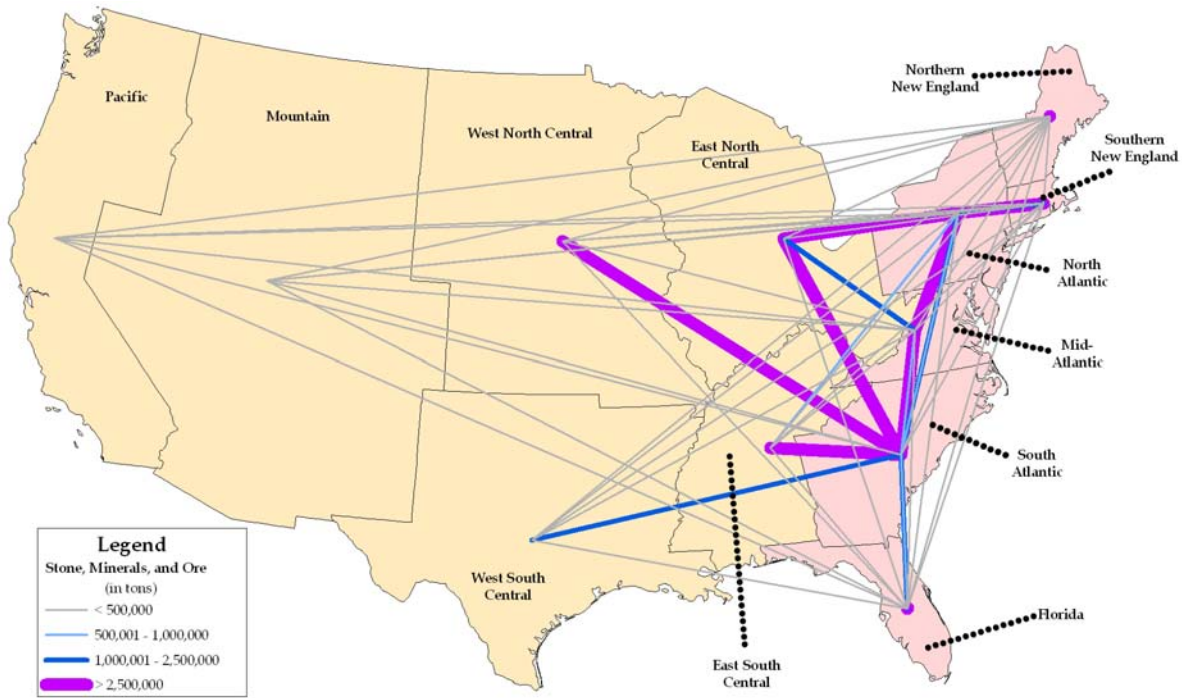 Northern
New England
Pacific
Mountain
West North Central
East North
Central
Southern
New England
North
Atlantic
Mid-
Atlantic
South
Atlantic
West South
Central
Florida
East South
Central
Legend
Stone, Minerals, and Ore
(in tons)
< 500,000
500,001 - 1,000,000
1,000,001 - 2,500,000
> 2,500,000